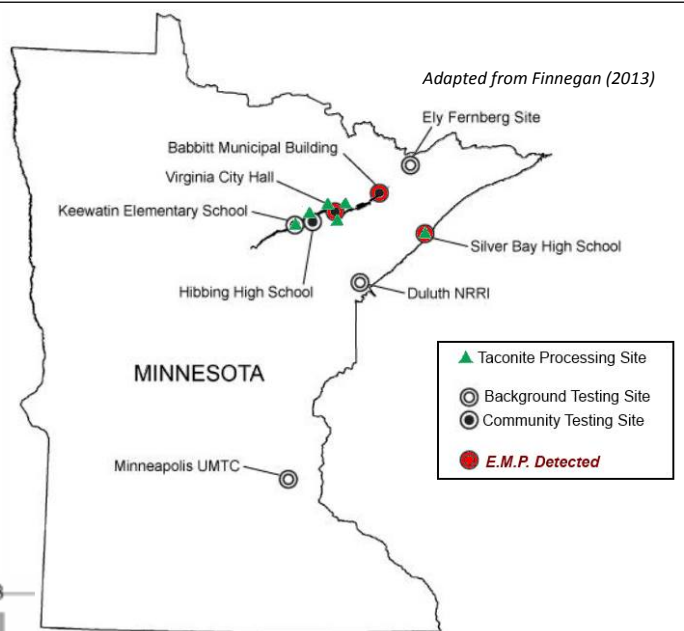 Adapted from Finnegan (2013)
Ely Fernberg Site
Babbitt Municipal Building
Virginia City Hall
Keewatin Elementary School
Silver Bay High School
Hibbing High School
Duluth NRRI
MINNESOTA
Taconite Processing Site
Background Testing Site
Community Testing Site
E.M.P. Detected
Minneapolis UMTC